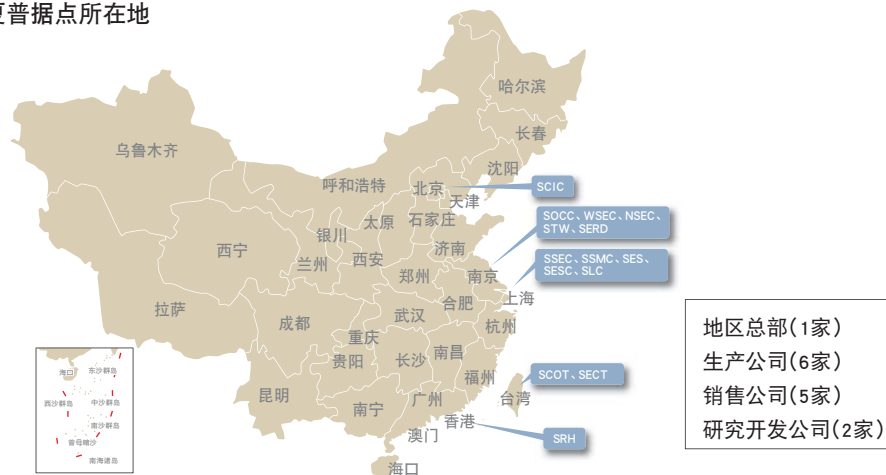 夏普据点所在地
哈尔滨
长春
乌鲁木齐
沈阳
呼和浩特
北京
SCIC
天津
太原
石家庄
SOCC、WSEC、NSEC、
STW、SERD
银川
西宁
济南
兰州
西安
SSEC、SSMC、SES、
SESC、SLC
郑州
南京
上海
拉萨
合肥
成都
武汉
杭州
重庆
地区总部(1家)
生产公司(6家)
销售公司(5家)
研究开发公司(2家)
贵阳
长沙
南昌
福州
SCOT、SECT
昆明
广州
台湾
南宁
香港
澳门
SRH
海口
海口
东沙群岛
西沙群岛
中沙群岛
南沙群岛
曾母暗沙
南海诸岛